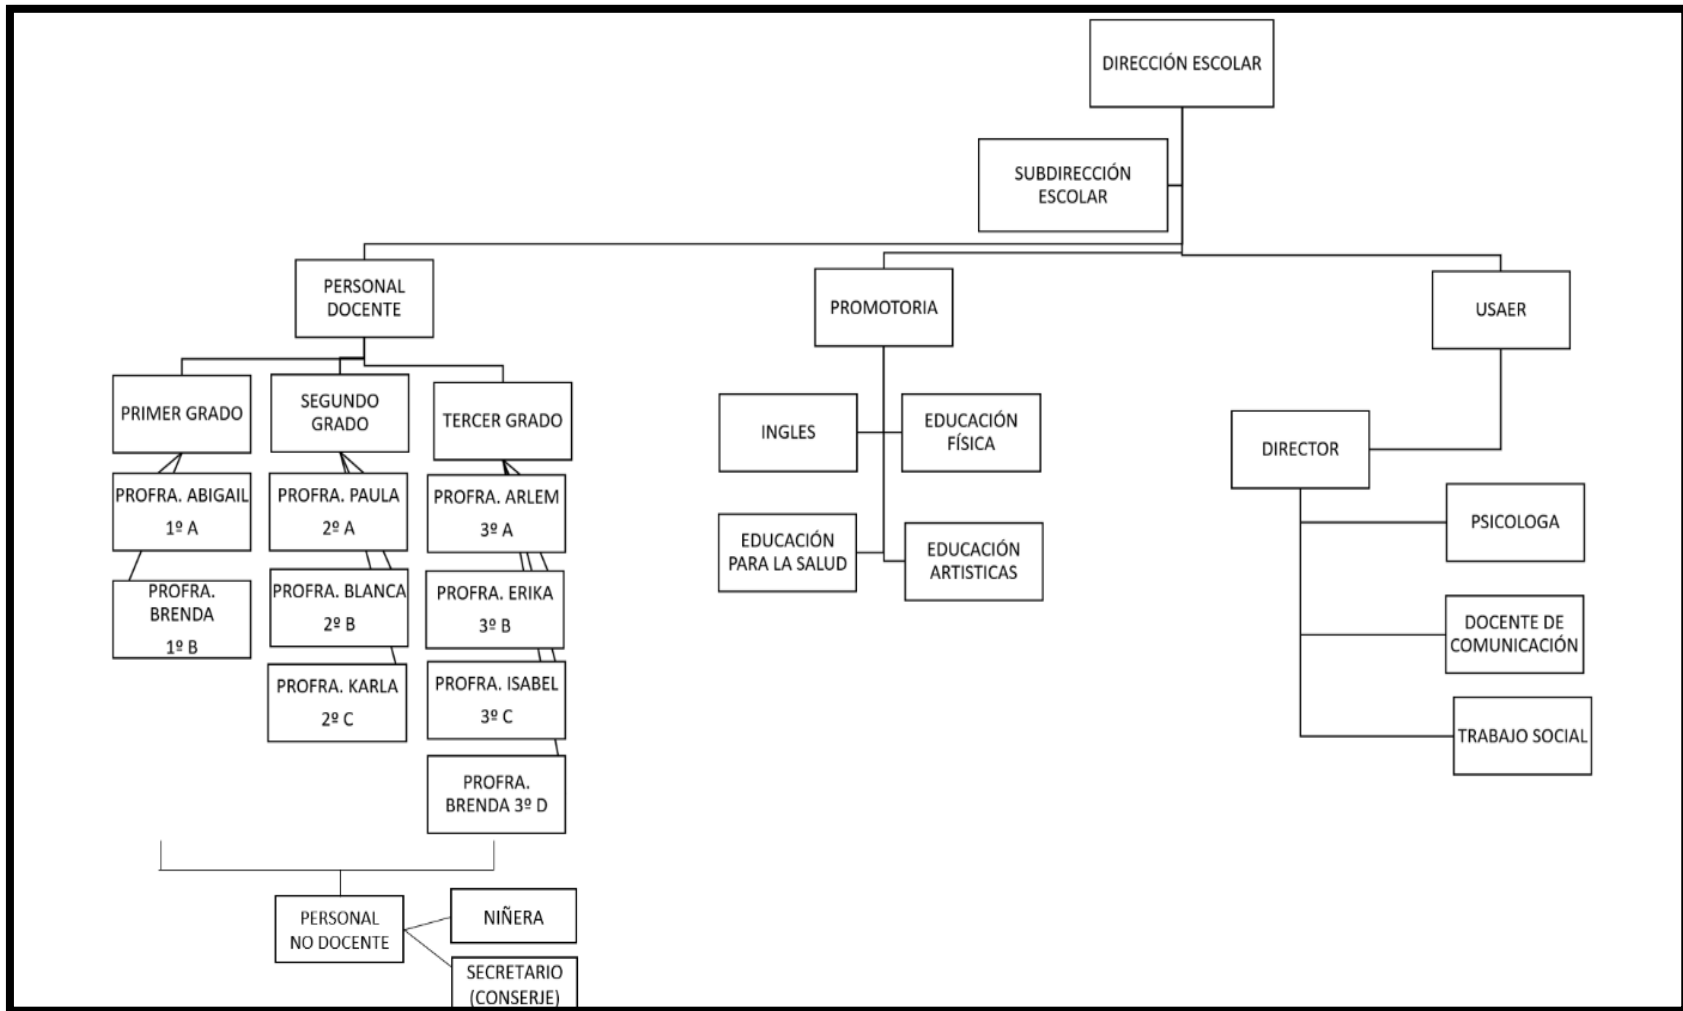 DIRECCIÓN ESCOLAR
SUBDIRECCIÓN
ESCOLAR
PERSONAL
DOCENTE
PROMOTORIA
USAER
PRIMER GRADO
SEGUNDO
GRADO
TERCER GRADO
PROFRA. ABIGAIL
1º A
PROFRA.
BRENDA
1º B
PROFRA. PAULA
2º A
PROFRA. BLANCA
2º B
PROFRA. KARLA
2º C
PROFRA. ARLEM
3º A
PROFRA. ERIKA
3º B
PROFRA. ISABEL
3º C
PROFRA.
BRENDA 3º D
INGLES
EDUCACIÓN
FÍSICA
EDUCACIÓN
PARA LA SALUD
EDUCACIÓN
ARTISTICAS
DIRECTOR
PSICOLOGA
DOCENTE DE
COMUNICACIÓN
TRABAJO SOCIAL
PERSONAL
NO DOCENTE
NIÑERA
SECRETARIO
(CONSERJE)